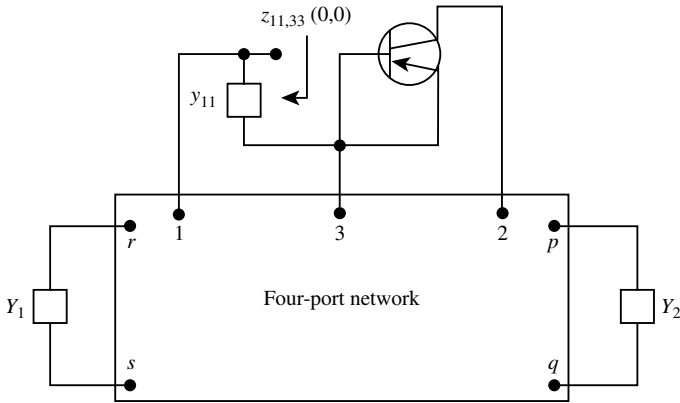 z11,33 (0,0)
y11
1
3
2
r
p
Y1
Four-port network
Y2
s
q